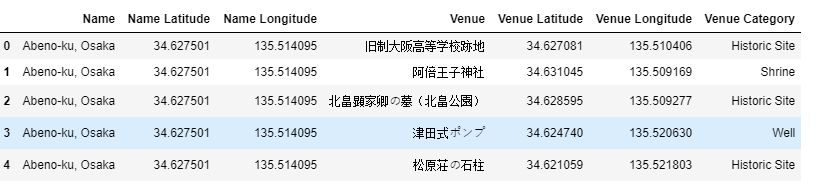 Name Name Latitude Name Longitude Venue Venue Latitude Venue Longitude Venue Category
0 Abeno-ku, Osaka 34.627501 135.514095 旧制大阪高等学校跡地 34.627081 135.510406 Historic Site
1 Abeno-ku, Osaka 34.627501 135.514095 阿倍王子神社 34.631045 135.509169 Shrine
2 Abeno-ku, Osaka 34.627501 135.514095 北畠顕家卿の墓（北畠公園） 34.628595 135.509277 Historic Site
3 Abeno-ku, Osaka 34.627501 135.514095 津田式ポンプ 34.624740 135.520630 Well
4 Abeno-ku, Osaka 34.627501 135.514095 松原荘の石柱 34.621059 135.521803 Historic Site